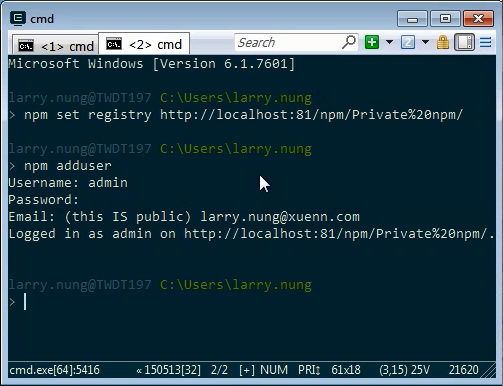 cmd
<1> cmd
<2> cmd
Search
Microsoft Windows [Version 6.1.7601]
larry.nung@TWDT197 C:\Users\larry.nung
> npm set registry http://localhost:81/npm/Private%20npm/
larry.nung@TWDT197 C:\Users\larry.nung
> npm adduser
Username: admin
Password:
Email: (this IS public) larry.nung@xuenn.com
Logged in as admin on http://localhost:81/npm/Private%20npm/.
larry.nung@TWDT197 C:\Users\larry.nung
>
cmd.exe[64]:5416 «150513[32] 2/2 [+] NUM PRI↕ 61x18 (3,15) 25V 21620